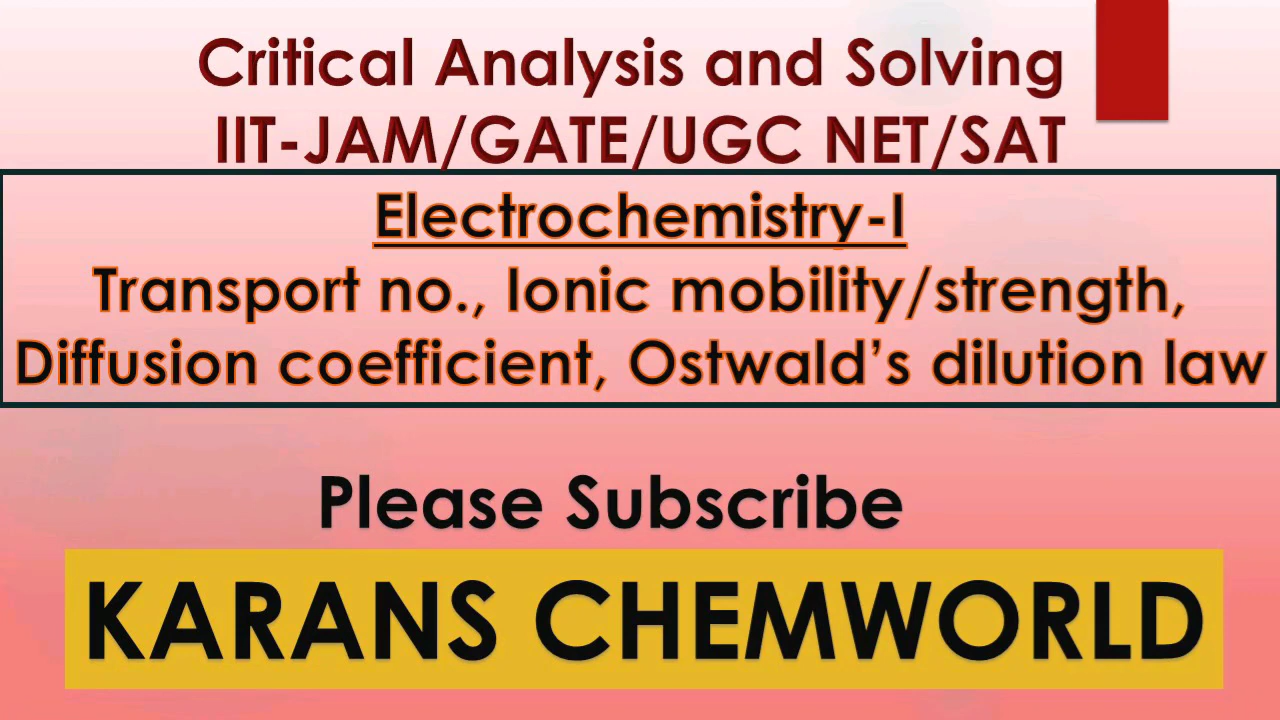 Critical Analysis and Solving
IIT-JAM/GATE/UGC NET/SAT
Electrochemistry-I
Transport no., Ionic mobility/strength,
Diffusion coefficient, Ostwald’s dilution law
Please Subscribe
KARANS CHEMWORLD